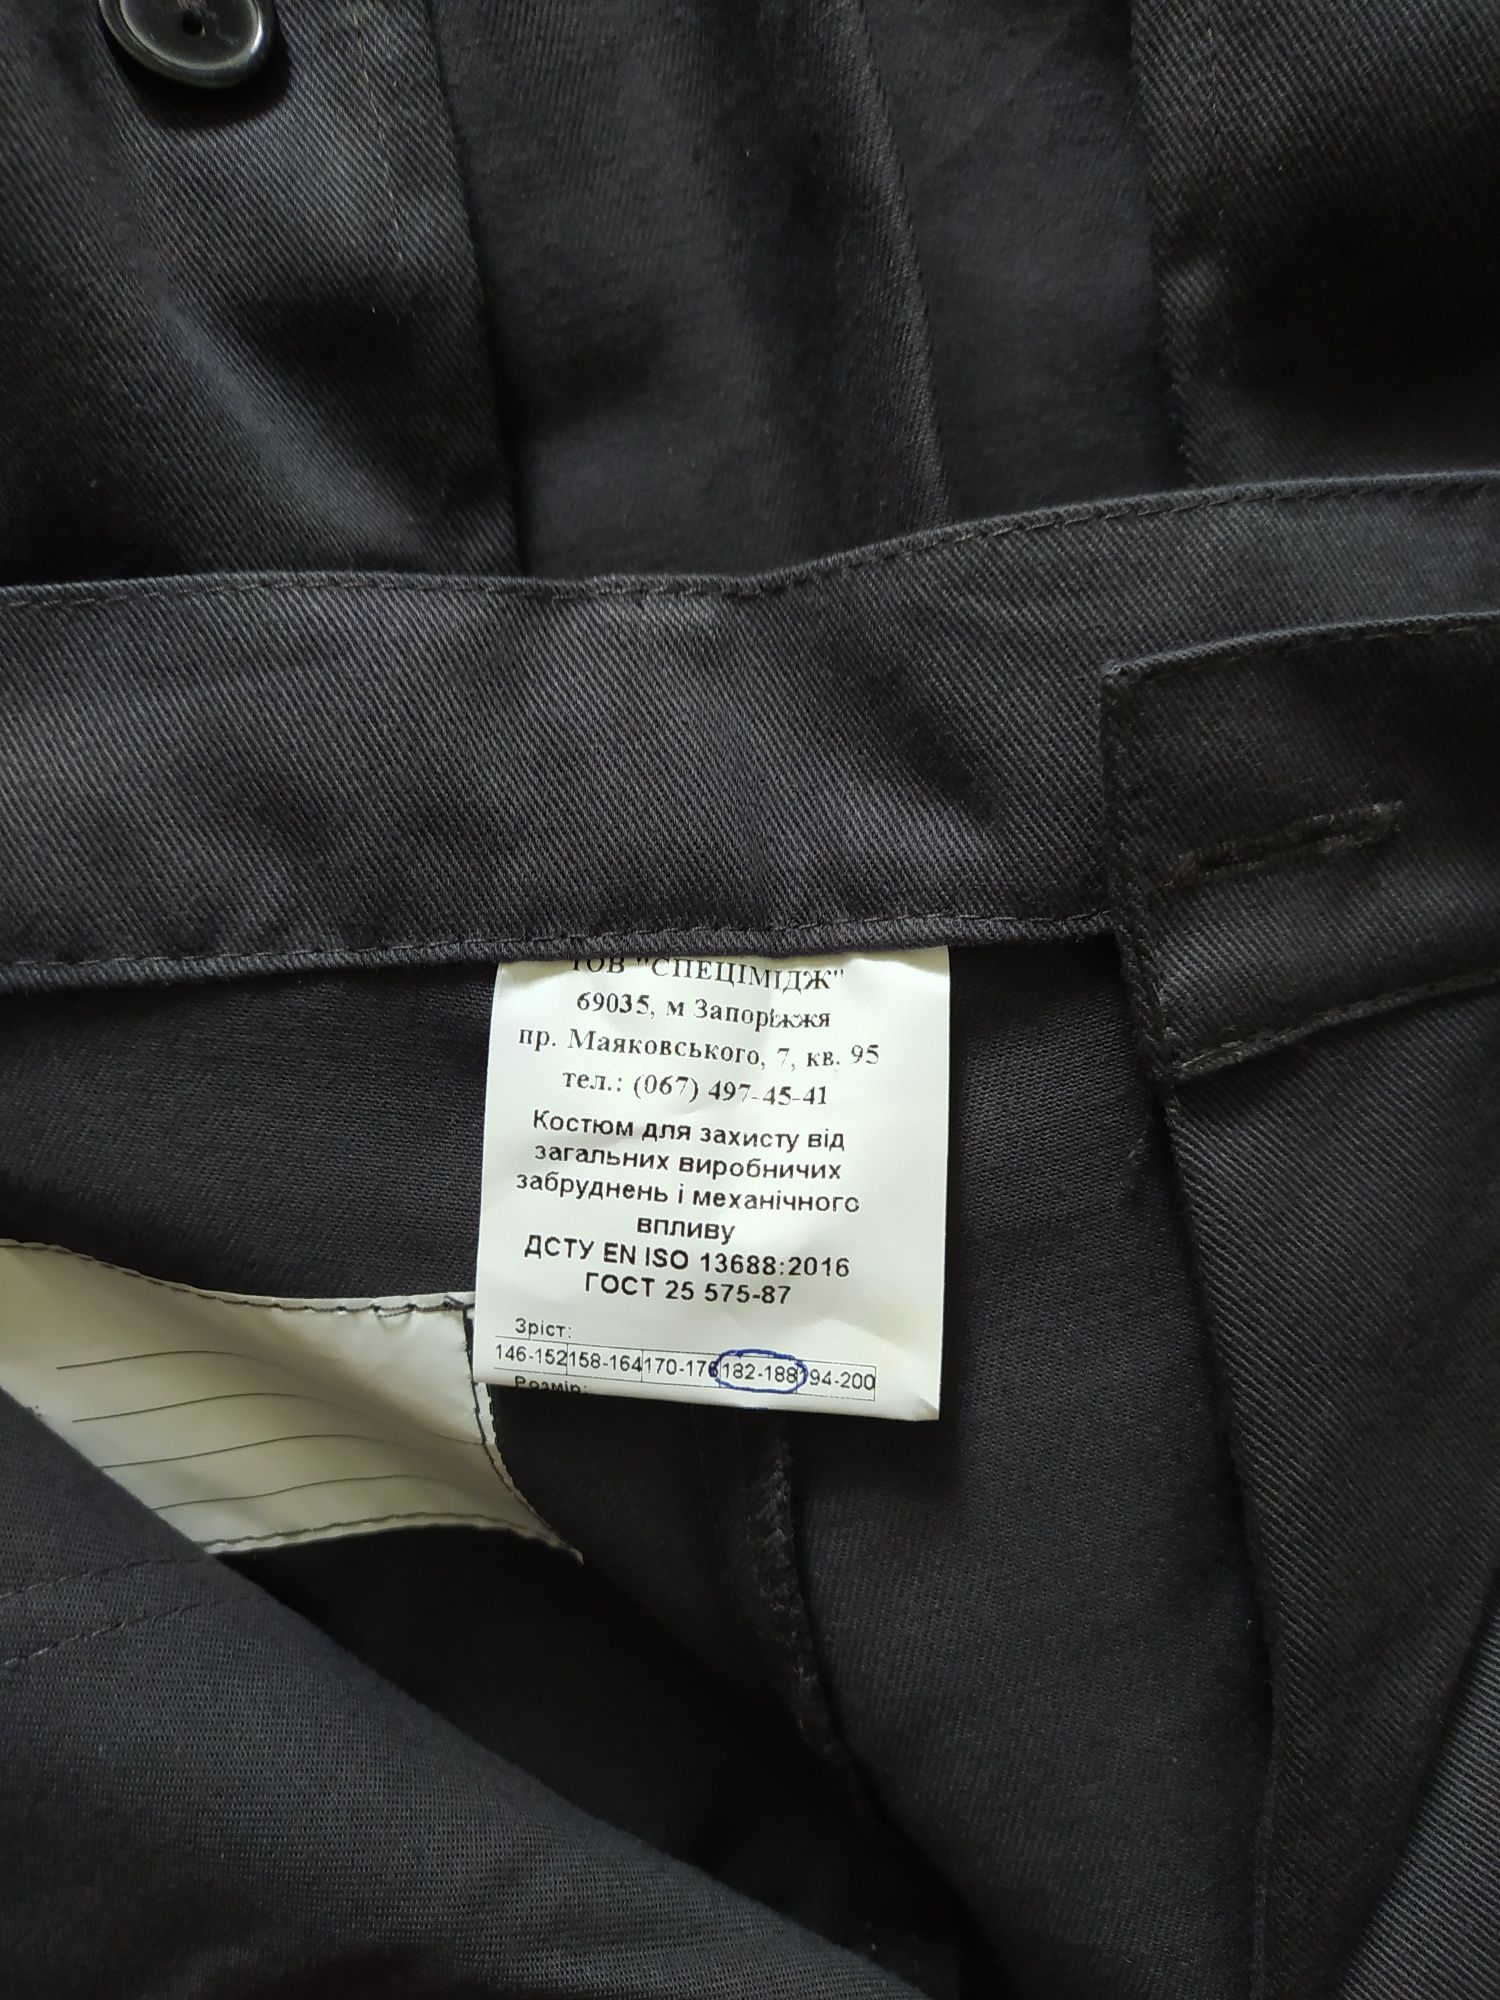 ТОВ "СПЕЦІМІДЖ"
69035, м Запоріжжя
пр. Маяковського, 7, кв. 95
тел.: (067) 497-45-41
Костюм для захисту від
загальних виробничих
забруднень і механічного
впливу
ДСТУ EN ISO 13688:2016
ГОСТ 25 575-87
Зріст:
146-152 158-164 170-176 182-188 194-200
Розмір: